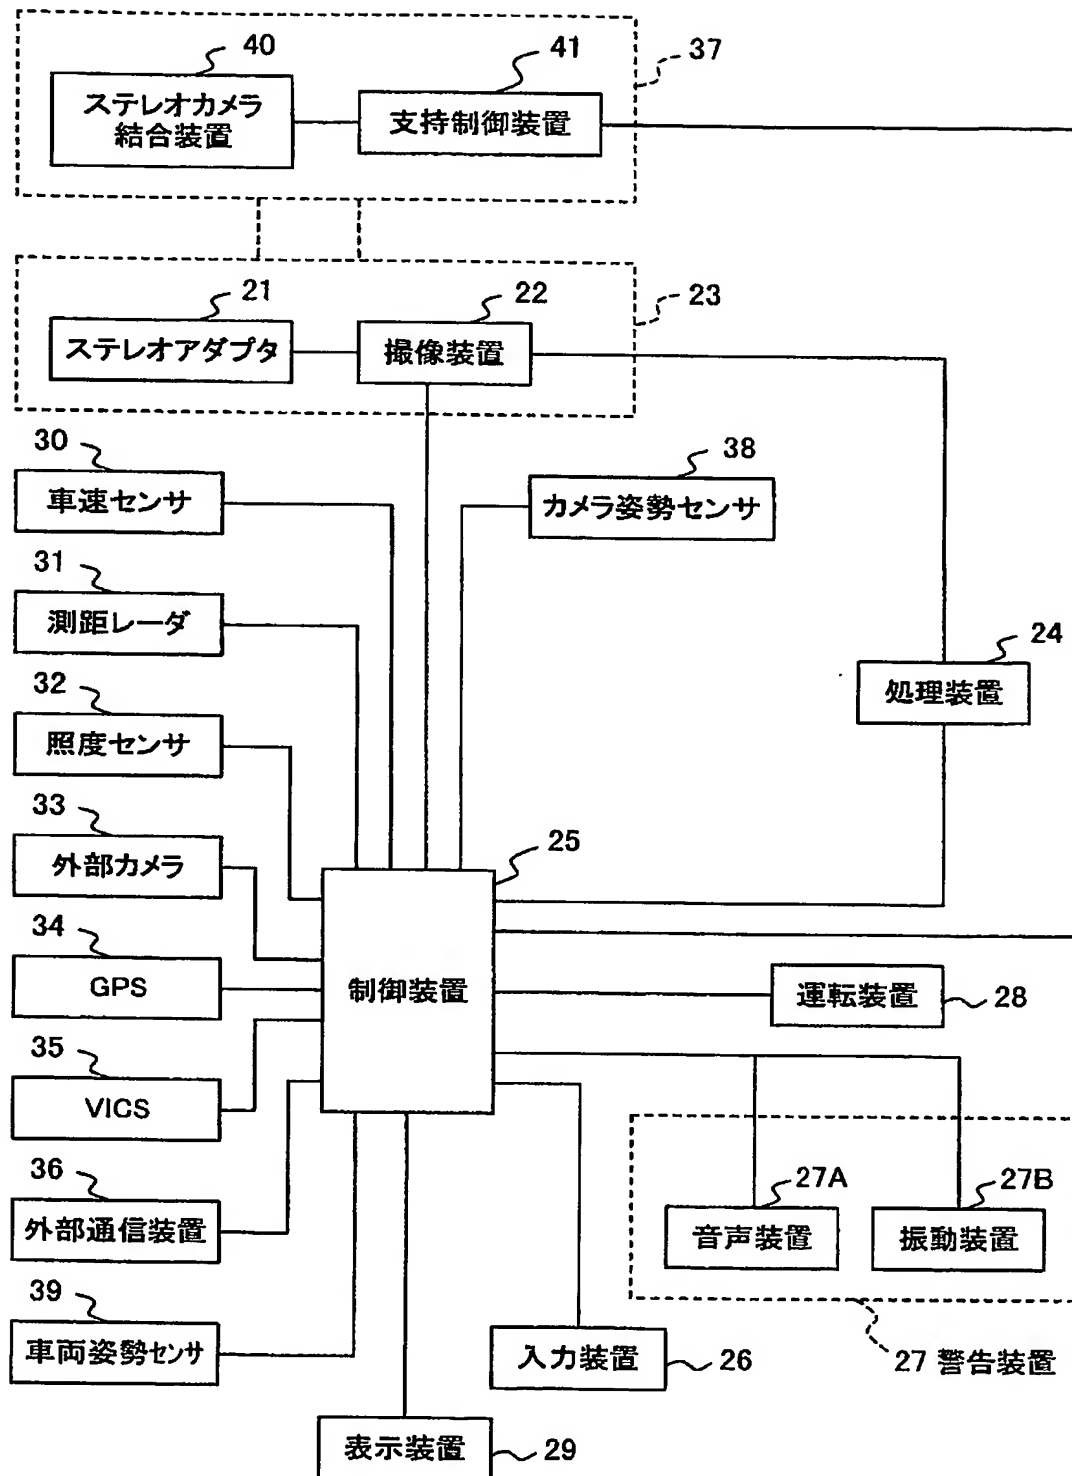 40
41
37
ステレオカメラ
結合装置
支持制御装置
21
22
23
ステレオアダプタ
撮像装置
30
38
車速センサ
カメラ姿勢センサ
31
測距レーダ
24
処理装置
32
照度センサ
33
外部カメラ
25
制御装置
34
GPS
運転装置
28
35
VICS
36
外部通信装置
27A
音声装置
27B
振動装置
39
車両姿勢センサ
入力装置
26
27 警告装置
表示装置
29